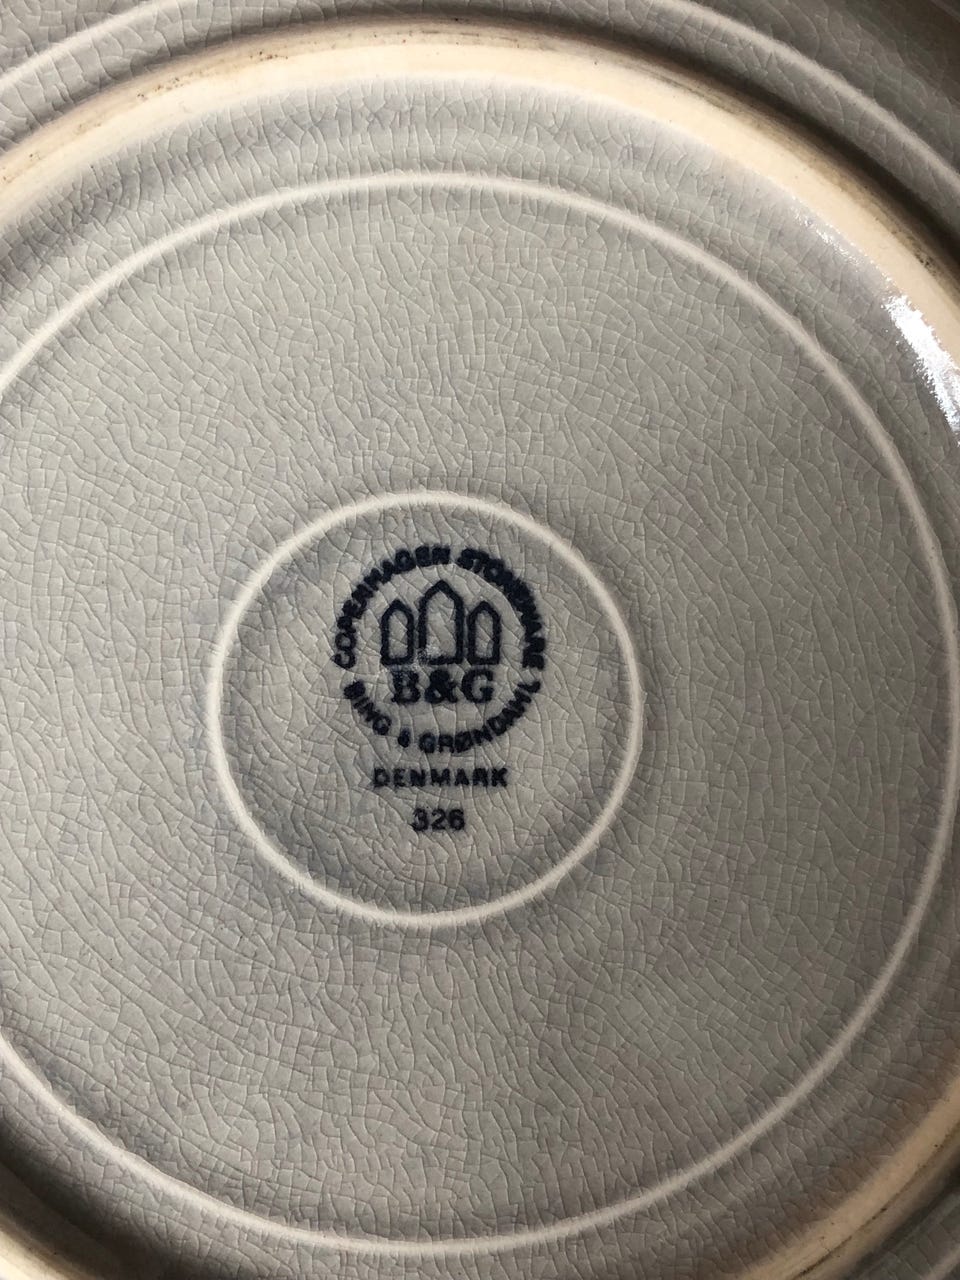 COPENHAGEN STONEWARE
B&G
BING & GRØNDAHL
DENMARK
326